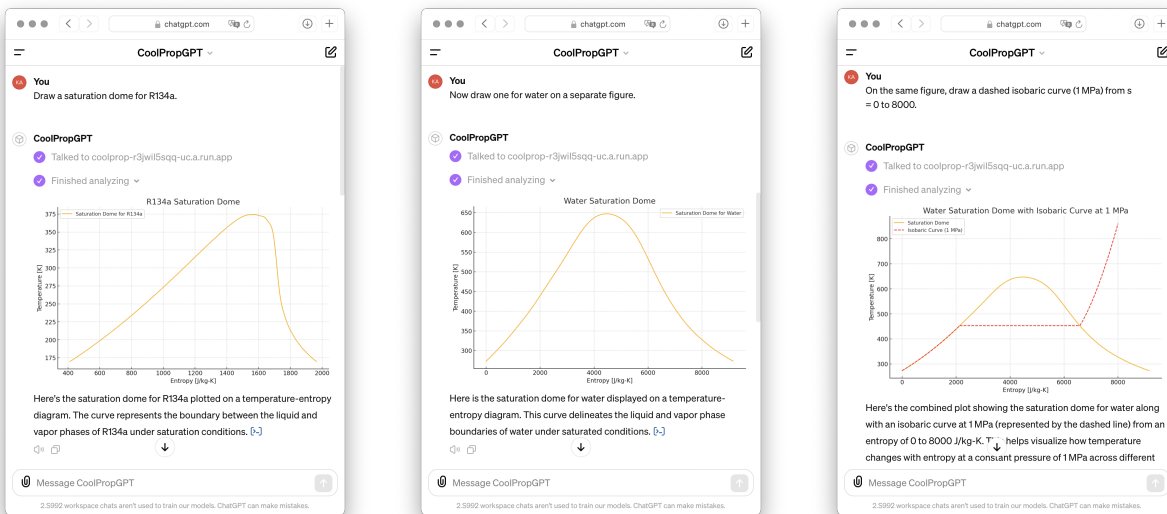 chatgpt.com
CoolPropGPT
KA
You
Draw a saturation dome for R134a.
CoolPropGPT
Talked to coolprop-r3jwil5sqq-uc.a.run.app
Finished analyzing
R134a Saturation Dome
Saturation Dome for R134a
375
350
325
300
275
250
225
200
175
Temperature [K]
400 600 800 1000 1200 1400 1600 1800 2000
Entropy [J/kg-K]
Here's the saturation dome for R134a plotted on a temperature-entropy
diagram. The curve represents the boundary between the liquid and
vapor phases of R134a under saturation conditions. [>-]
Message CoolPropGPT
2.5992 workspace chats aren't used to train our models. ChatGPT can make mistakes.
chatgpt.com
CoolPropGPT
KA
You
Now draw one for water on a separate figure.
CoolPropGPT
Talked to coolprop-r3jwil5sqq-uc.a.run.app
Finished analyzing
Water Saturation Dome
Saturation Dome for Water
650
600
550
500
450
400
350
300
Temperature [K]
0 2000 4000 6000 8000
Entropy [J/kg-K]
Here is the saturation dome for water displayed on a temperature-
entropy diagram. This curve delineates the liquid and vapor phase
boundaries of water under saturated conditions. [>-]
Message CoolPropGPT
2.5992 workspace chats aren't used to train our models. ChatGPT can make mistakes.
chatgpt.com
CoolPropGPT
KA
You
On the same figure, draw a dashed isobaric curve (1 MPa) from s
= 0 to 8000.
CoolPropGPT
Talked to coolprop-r3jwil5sqq-uc.a.run.app
Finished analyzing
Water Saturation Dome with Isobaric Curve at 1 MPa
Saturation Dome
Isobaric Curve (1 MPa)
800
700
600
500
400
300
Temperature [K]
0 2000 4000 6000 8000
Entropy [J/kg-K]
Here's the combined plot showing the saturation dome for water along
with an isobaric curve at 1 MPa (represented by the dashed line) from an
entropy of 0 to 8000 J/kg-K. helps visualize how temperature
changes with entropy at a constant pressure of 1 MPa across different
Message CoolPropGPT
2.5992 workspace chats aren't used to train our models. ChatGPT can make mistakes.